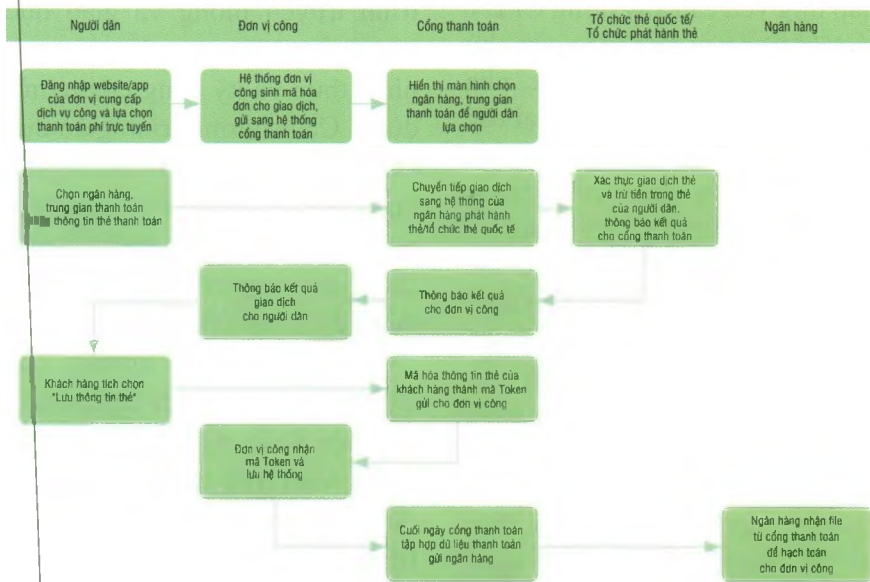 Người dân
Đơn vị công
Cổng thanh toán
Tổ chức thẻ quốc tế/
Tổ chức phát hành thẻ
Ngân hàng
Đăng nhập website/app
của đơn vị cung cấp
dịch vụ công và lựa chọn
thanh toán phí trực tuyến
Hệ thống đơn vị
công sinh mã hóa
đơn cho giao dịch,
gửi sang hệ thống
cổng thanh toán
Hiển thị màn hình chọn
ngân hàng, trung gian
thanh toán để người dân
lựa chọn
Chọn ngân hàng,
trung gian thanh toán
thông tin thẻ thanh toán
Chuyển tiếp giao dịch
sang hệ thống của
ngân hàng phát hành
thẻ/tổ chức thẻ quốc tế
Xác thực giao dịch thẻ
và trừ tiền trong thẻ
của người dân,
thông báo kết quả
cho cổng thanh toán
Thông báo kết quả
giao dịch
cho người dân
Thông báo kết quả
cho đơn vị công
Khách hàng tích chọn
"Lưu thông tin thẻ"
Mã hóa thông tin thẻ của
khách hàng thành mã Token
gửi cho đơn vị công
Đơn vị công nhận
mã Token và
lưu hệ thống
Cuối ngày cổng thanh toán
tập hợp dữ liệu thanh toán
gửi ngân hàng
Ngân hàng nhận file
từ cổng thanh toán
để hạch toán
cho đơn vị công